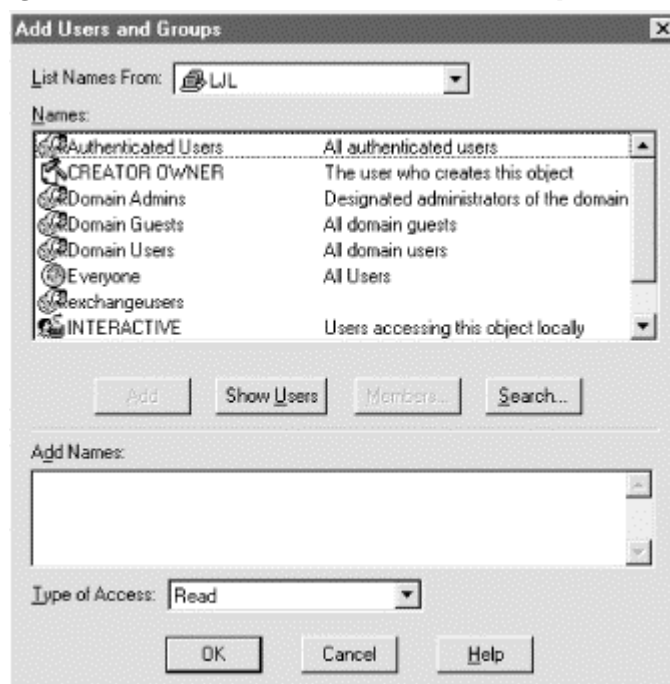 Add Users and Groups
List Names From: LJL
Names:
Authenticated Users All authenticated users
CREATOR OWNER The user who creates this object
Domain Admins Designated administrators of the domain
Domain Guests All domain guests
Domain Users All domain users
Everyone All Users
exchangeusers
INTERACTIVE Users accessing this object locally
Add Show Users Members... Search...
Add Names:
Type of Access: Read
OK Cancel Help